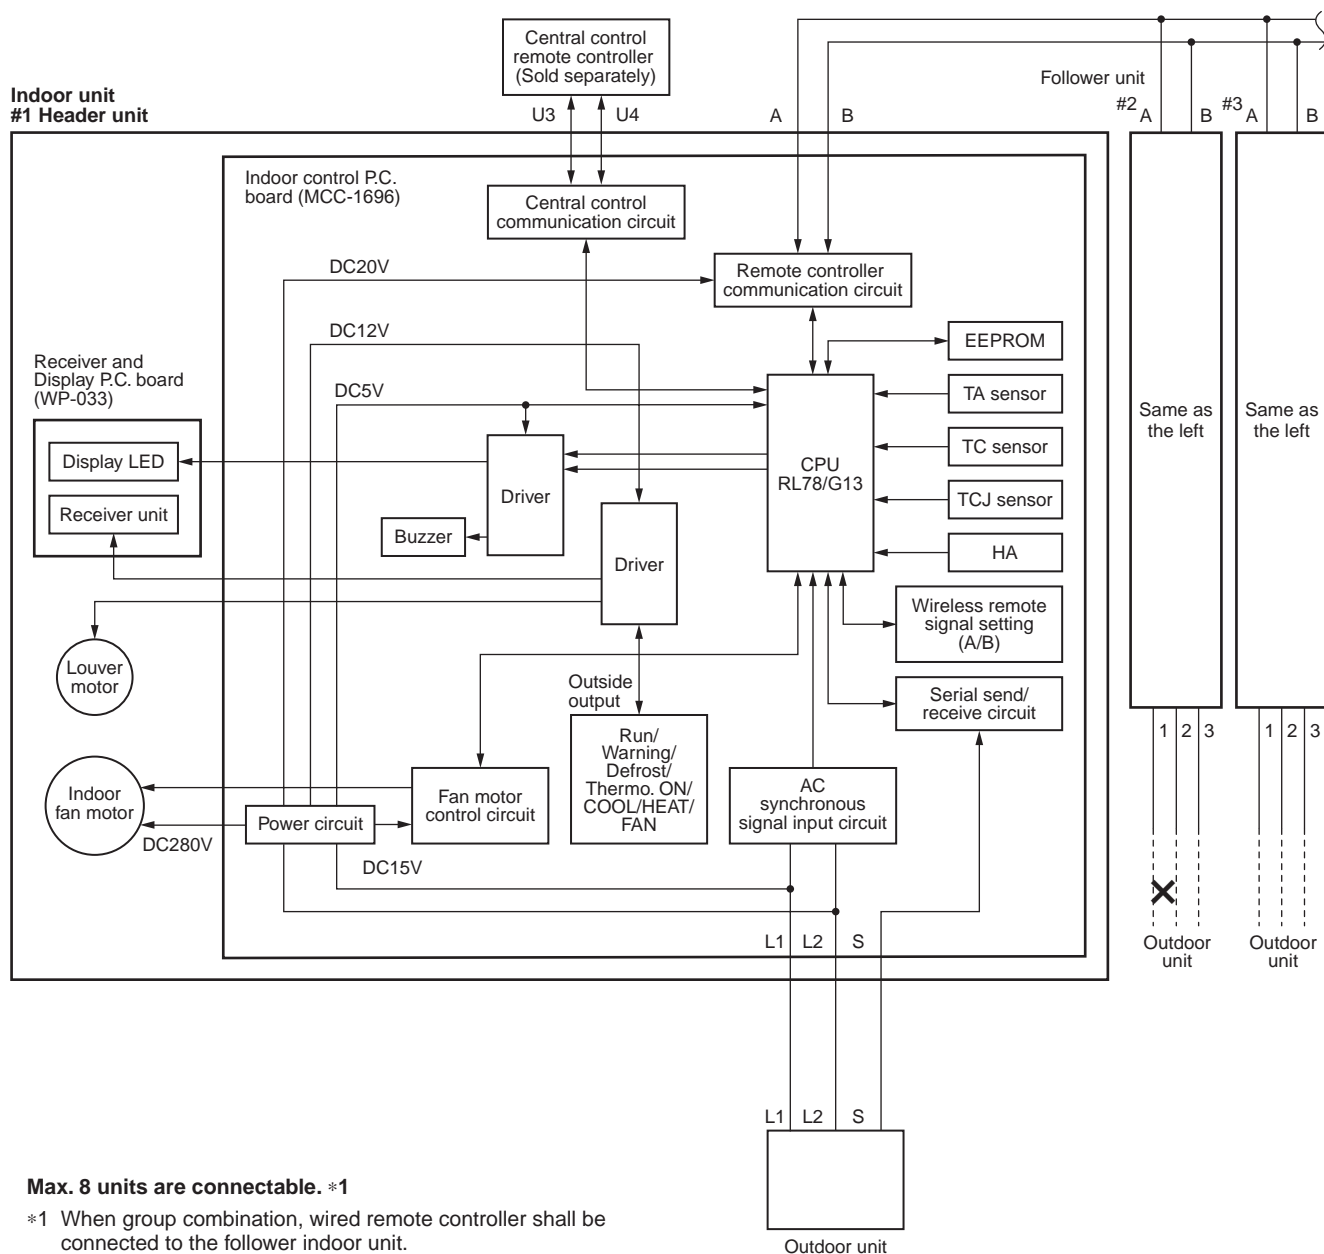 Central control
remote controller
(Sold separately)
Indoor unit
#1 Header unit
U3
U4
A
B
Follower unit
#2
A
B
#3
A
B
Indoor control P.C.
board (MCC-1696)
Central control
communication circuit
DC20V
Remote controller
communication circuit
DC12V
EEPROM
Receiver and
Display P.C. board
(WP-033)
DC5V
TA sensor
Same as
the left
Same as
the left
Display LED
TC sensor
CPU
RL78/G13
Driver
Receiver unit
TCJ sensor
Buzzer
HA
Driver
Wireless remote
signal setting
(A/B)
Louver
motor
Outside
output
Serial send/
receive circuit
Run/
Warning/
Defrost/
Thermo. ON/
COOL/HEAT/
FAN
1
2
3
1
2
3
Indoor
fan motor
Fan motor
control circuit
AC
synchronous
signal input circuit
Power circuit
DC280V
DC15V
L1
L2
S
Outdoor
unit
Outdoor
unit
L1
L2
S
Max. 8 units are connectable. *1
*1 When group combination, wired remote controller shall be
connected to the follower indoor unit.
Outdoor unit